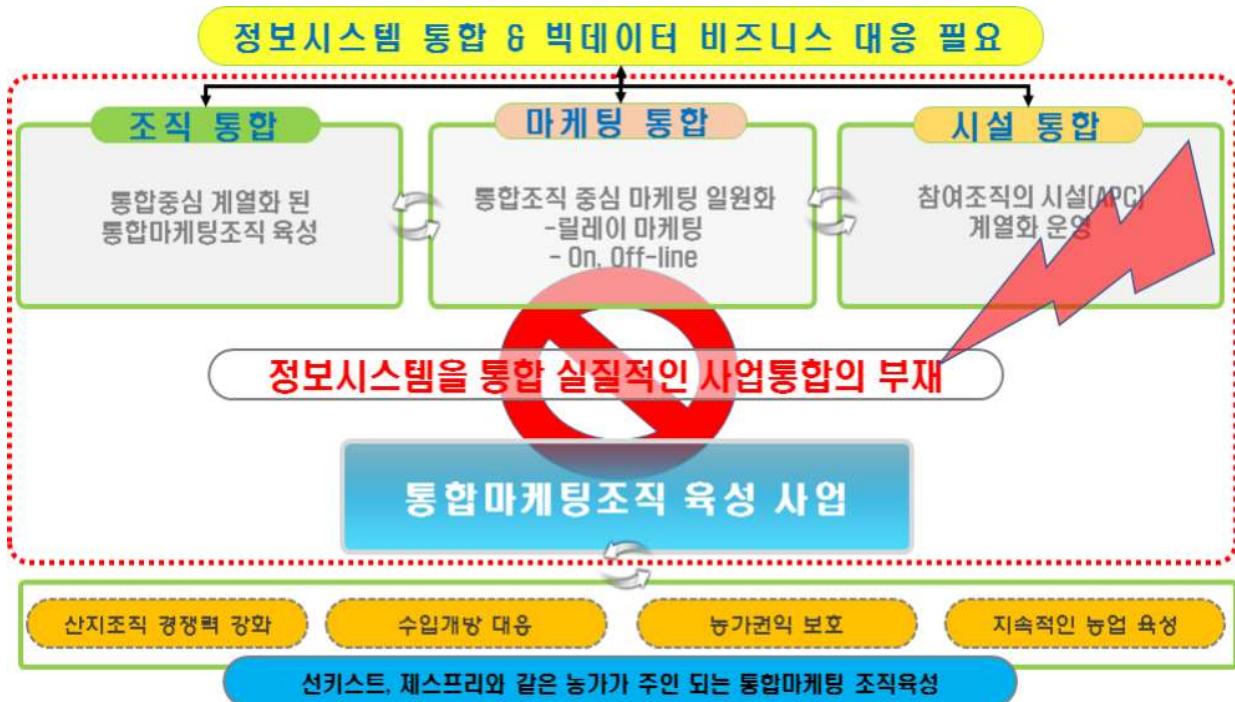 정보시스템 통합 & 빅데이터 비즈니스 대응 필요
조직 통합
통합중심 계열화 된
통합마케팅조직 육성
마케팅 통합
통합조직 중심 마케팅 일원화
-릴레이 마케팅
- On, Off-line
시설 통합
참여조직의 시설(APC)
계열화 운영
정보시스템을 통합 실질적인 사업통합의 부재
통합마케팅조직 육성 사업
산지조직 경쟁력 강화
수입개방 대응
농가권익 보호
지속적인 농업 육성
선키스트, 제스프리와 같은 농가가 주인 되는 통합마케팅 조직육성